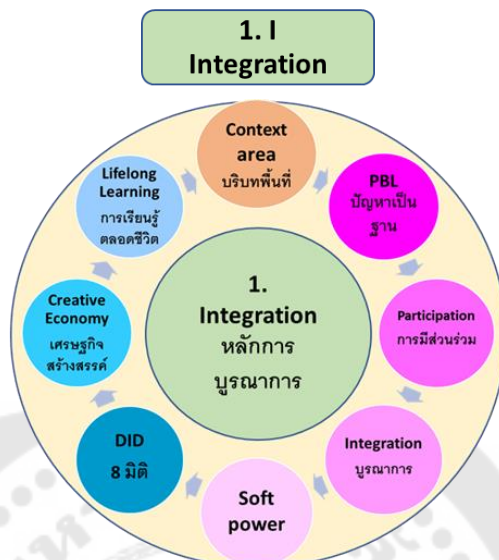 1. I
Integration
Context
area
บริบทพื้นที่
PBL
ปัญหาเป็น
ฐาน
Participation
การมีส่วนร่วม
Integration
บูรณาการ
Soft
power
DID
8 มิติ
Creative
Economy
เศรษฐกิจ
สร้างสรรค์
Lifelong
Learning
การเรียนรู้
ตลอดชีวิต
1.
Integration
หลักการ
บูรณาการ